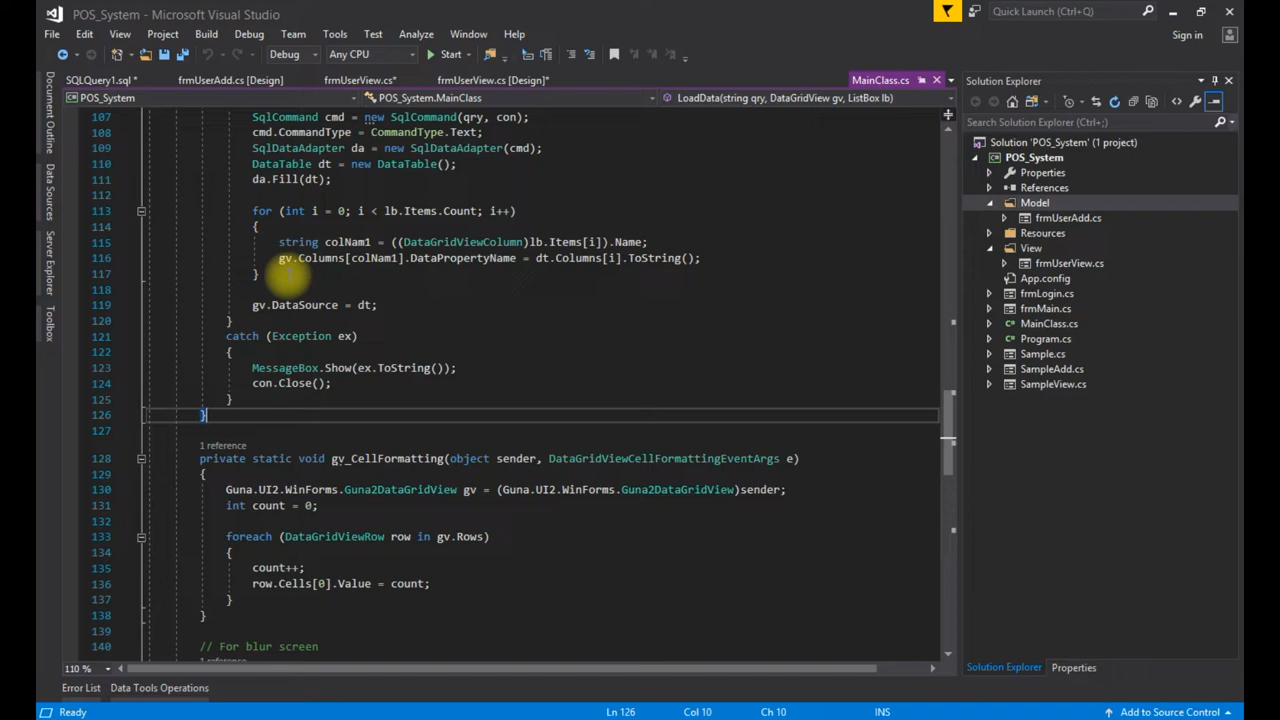 POS_System - Microsoft Visual Studio
Quick Launch (Ctrl+Q)
File Edit View Project Build Debug Team Tools Test Analyze Window Help
Sign in
Debug Any CPU Start
SQLQuery1.sql * frmUserAdd.cs [Design] frmUserView.cs* frmUserView.cs [Design]* MainClass.cs
POS_System POS_System.MainClass LoadData(string qry, DataGridView gv, ListBox lb)
Document Outline
Data Sources
Server Explorer
Toolbox
107 SqlCommand cmd = new SqlCommand(qry, con);
108 cmd.CommandType = CommandType.Text;
109 SqlDataAdapter da = new SqlDataAdapter(cmd);
110 DataTable dt = new DataTable();
111 da.Fill(dt);
112
113 for (int i = 0; i < lb.Items.Count; i++)
114 {
115 string colNam1 = ((DataGridViewColumn)lb.Items[i]).Name;
116 gv.Columns[colNam1].DataPropertyName = dt.Columns[i].ToString();
117 }
118
119 gv.DataSource = dt;
120 }
121 catch (Exception ex)
122 {
123 MessageBox.Show(ex.ToString());
124 con.Close();
125 }
126 }
127
1 reference
128 private static void gv_CellFormatting(object sender, DataGridViewCellFormattingEventArgs e)
129 {
130 Guna.UI2.WinForms.Guna2DataGridView gv = (Guna.UI2.WinForms.Guna2DataGridView)sender;
131 int count = 0;
132
133 foreach (DataGridViewRow row in gv.Rows)
134 {
135 count++;
136 row.Cells[0].Value = count;
137 }
138 }
139
140 // For blur screen
1 reference
110 %
Solution Explorer
Search Solution Explorer (Ctrl+;)
Solution 'POS_System' (1 project)
POS_System
Properties
References
Model
frmUserAdd.cs
Resources
View
frmUserView.cs
App.config
frmLogin.cs
frmMain.cs
MainClass.cs
Program.cs
Sample.cs
SampleAdd.cs
SampleView.cs
Solution Explorer Properties
Error List Data Tools Operations
Ready Ln 126 Col 10 Ch 10 INS Add to Source Control